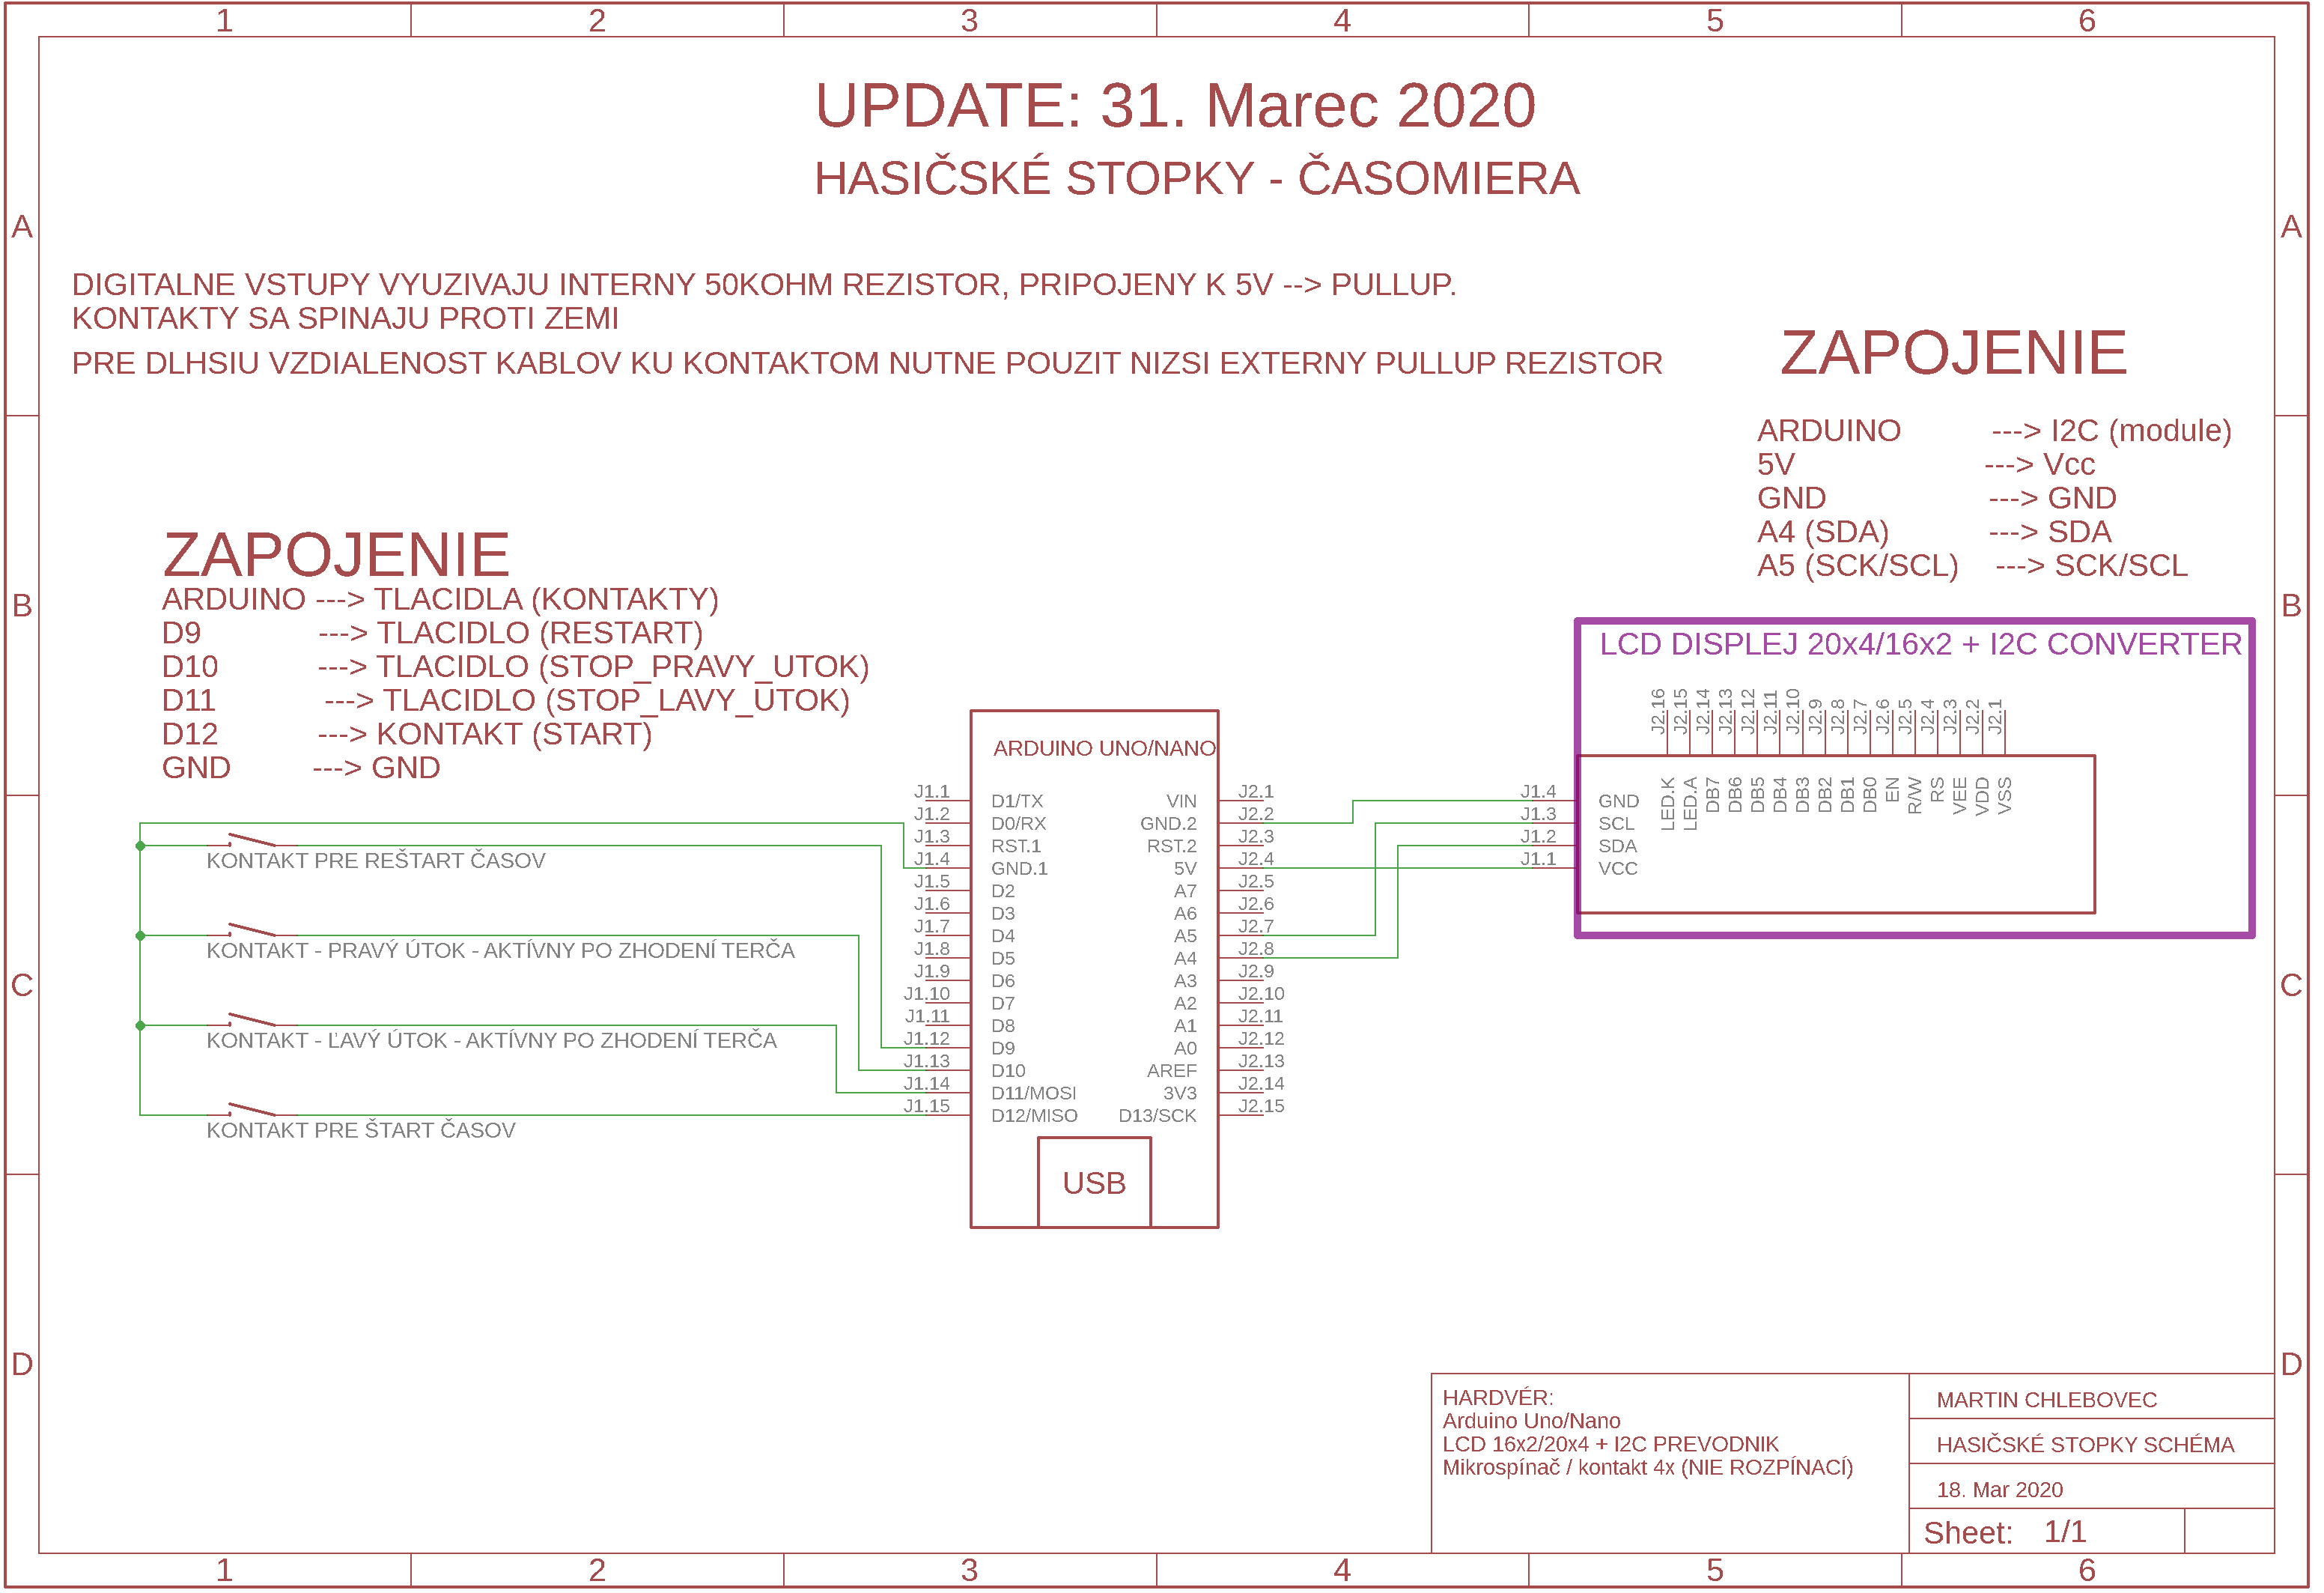 1 2 3 4 5 6
UPDATE: 31. Marec 2020
HASIČSKÉ STOPKY - ČASOMIERA
A A
DIGITALNE VSTUPY VYUZIVAJU INTERNY 50KOHM REZISTOR, PRIPOJENY K 5V --> PULLUP.
KONTAKTY SA SPINAJU PROTI ZEMI
PRE DLHSIU VZDIALENOST KABLOV KU KONTAKTOM NUTNE POUZIT NIZSI EXTERNY PULLUP REZISTOR
ZAPOJENIE
ARDUINO ---> I2C (module)
5V ---> Vcc
GND ---> GND
A4 (SDA) ---> SDA
A5 (SCK/SCL) ---> SCK/SCL
ZAPOJENIE
ARDUINO ---> TLACIDLA (KONTAKTY)
D9 ---> TLACIDLO (RESTART)
D10 ---> TLACIDLO (STOP_PRAVY_UTOK)
D11 ---> TLACIDLO (STOP_LAVY_UTOK)
D12 ---> KONTAKT (START)
GND ---> GND
B B
KONTAKT PRE REŠTART ČASOV
KONTAKT - PRAVÝ ÚTOK - AKTÍVNY PO ZHODENÍ TERČA
KONTAKT - ĽAVÝ ÚTOK - AKTÍVNY PO ZHODENÍ TERČA
KONTAKT PRE ŠTART ČASOV
C C
ARDUINO UNO/NANO
J1.1 D1/TX VIN J2.1
J1.2 D0/RX GND.2 J2.2
J1.3 RST.1 RST.2 J2.3
J1.4 GND.1 5V J2.4
J1.5 D2 A7 J2.5
J1.6 D3 A6 J2.6
J1.7 D4 A5 J2.7
J1.8 D5 A4 J2.8
J1.9 D6 A3 J2.9
J1.10 D7 A2 J2.10
J1.11 D8 A1 J2.11
J1.12 D9 A0 J2.12
J1.13 D10 AREF J2.13
J1.14 D11/MOSI 3V3 J2.14
J1.15 D12/MISO D13/SCK J2.15
USB
LCD DISPLEJ 20x4/16x2 + I2C CONVERTER
J2.16 J2.15 J2.14 J2.13 J2.12 J2.11 J2.10 J2.9 J2.8 J2.7 J2.6 J2.5 J2.4 J2.3 J2.2 J2.1
LED.K LED.A DB7 DB6 DB5 DB4 DB3 DB2 DB1 DB0 EN R/W RS VEE VDD VSS
J1.4 GND
J1.3 SCL
J1.2 SDA
J1.1 VCC
D D
HARDVÉR:
Arduino Uno/Nano
LCD 16x2/20x4 + I2C PREVODNIK
Mikrospínač / kontakt 4x (NIE ROZPÍNACÍ)
MARTIN CHLEBOVEC
HASIČSKÉ STOPKY SCHÉMA
18. Mar 2020
Sheet: 1/1
1 2 3 4 5 6